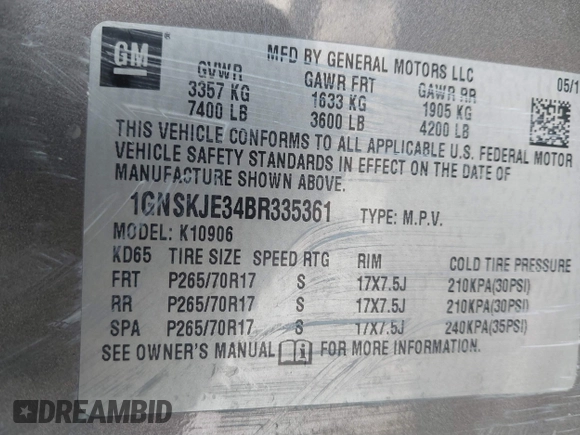 GM
MFD BY GENERAL MOTORS LLC
05/1
GVWR GAWR FRT GAWR RR
3357 KG 1633 KG 1905 KG
7400 LB 3600 LB 4200 LB
THIS VEHICLE CONFORMS TO ALL APPLICABLE U.S. FEDERAL MOTOR
VEHICLE SAFETY STANDARDS IN EFFECT ON THE DATE OF
MANUFACTURE SHOWN ABOVE.
1GNSKJE34BR335361 TYPE: M.P.V.
MODEL: K10906
KD65 TIRE SIZE SPEED RTG RIM COLD TIRE PRESSURE
FRT P265/70R17 S 17X7.5J 210KPA(30PSI)
RR P265/70R17 S 17X7.5J 210KPA(30PSI)
SPA P265/70R17 S 17X7.5J 240KPA(35PSI)
SEE OWNER'S MANUAL FOR MORE INFORMATION.
DREAMBID